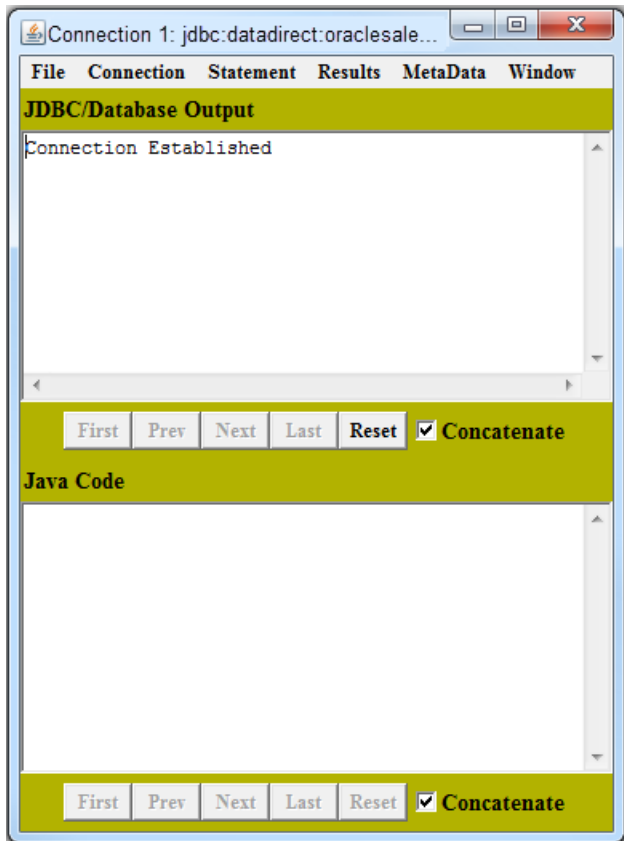 Connection 1: jdbc:datadirect:oraclesale...
File Connection Statement Results MetaData Window
JDBC/Database Output
Connection Established
First Prev Next Last Reset Concatenate
Java Code
First Prev Next Last Reset Concatenate